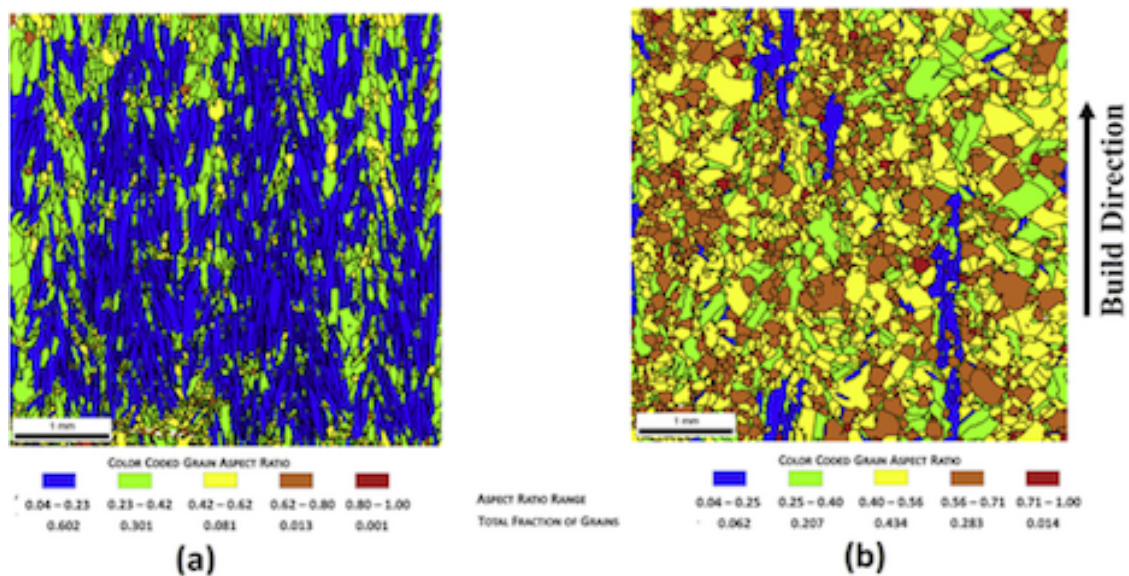 Build Direction
1 mm
1 mm
COLOR CODED GRAIN ASPECT RATIO
0.04 – 0.23 0.23 – 0.42 0.42 – 0.62 0.62 – 0.80 0.80 – 1.00
0.602 0.301 0.081 0.013 0.001
(a)
COLOR CODED GRAIN ASPECT RATIO
ASPECT RATIO RANGE 0.04 – 0.25 0.25 – 0.40 0.40 – 0.56 0.56 – 0.71 0.71 – 1.00
TOTAL FRACTION OF GRAINS 0.062 0.207 0.434 0.283 0.014
(b)